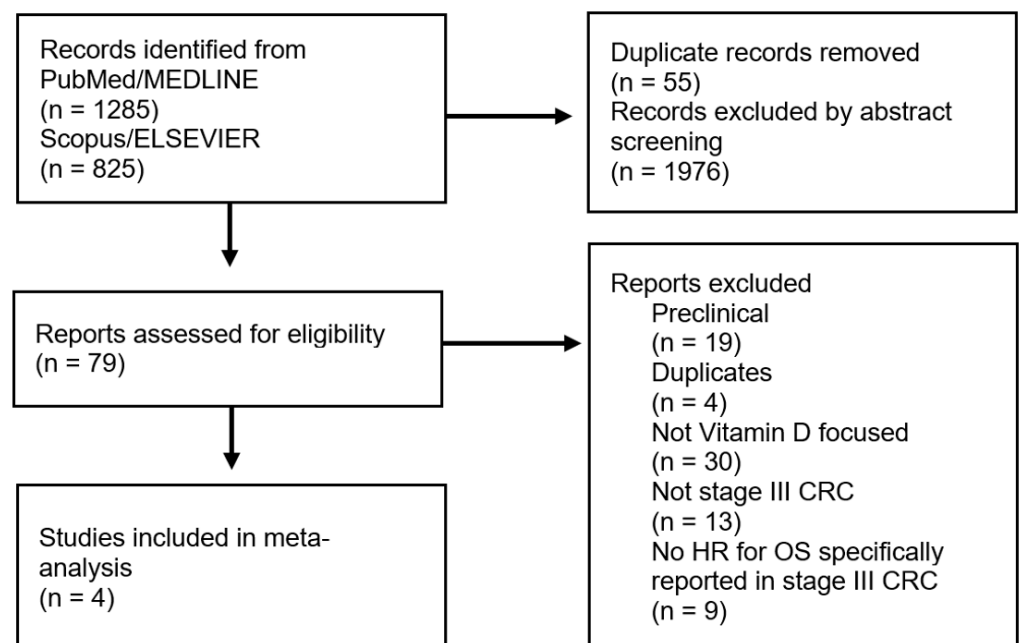 Records identified from
PubMed/MEDLINE
(n = 1285)
Scopus/ELSEVIER
(n = 825)
Duplicate records removed
(n = 55)
Records excluded by abstract
screening
(n = 1976)
Reports assessed for eligibility
(n = 79)
Reports excluded
Preclinical
(n = 19)
Duplicates
(n = 4)
Not Vitamin D focused
(n = 30)
Not stage III CRC
(n = 13)
No HR for OS specifically
reported in stage III CRC
(n = 9)
Studies included in meta-
analysis
(n = 4)